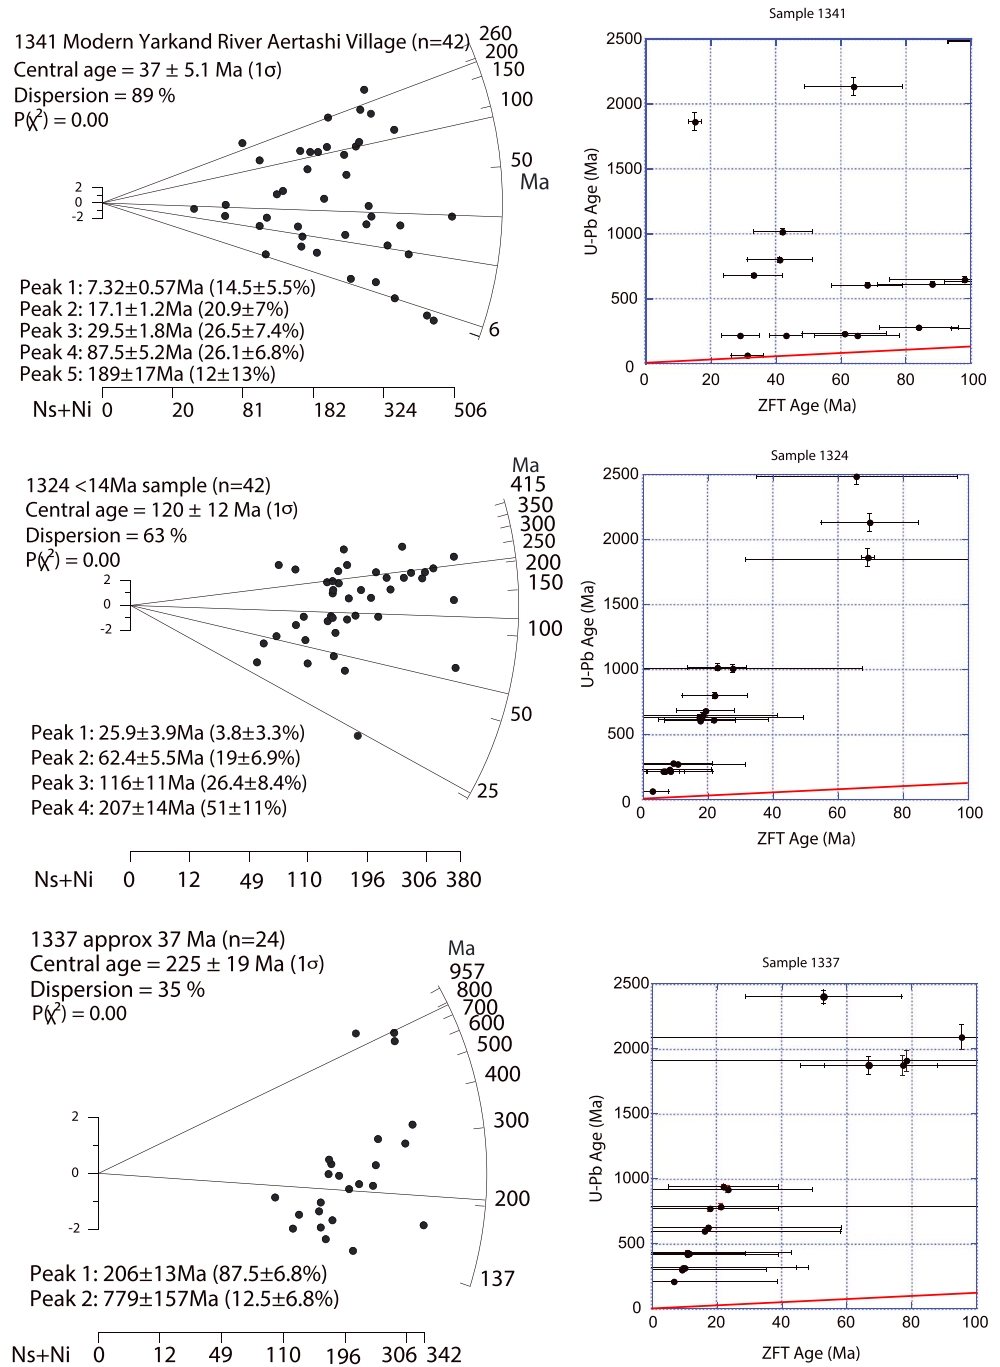 1341 Modern Yarkand River Aertashi Village (n=42)
Central age = 37 ± 5.1 Ma (1σ)
Dispersion = 89 %
P(χ²) = 0.00
260
200
150
100
50
Ma
6
2
0
-2
Peak 1: 7.32±0.57Ma (14.5±5.5%)
Peak 2: 17.1±1.2Ma (20.9±7%)
Peak 3: 29.5±1.8Ma (26.5±7.4%)
Peak 4: 87.5±5.2Ma (26.1±6.8%)
Peak 5: 189±17Ma (12±13%)
Ns+Ni 0 20 81 182 324 506
Sample 1341
2500
2000
1500
1000
500
0
U-Pb Age (Ma)
0 20 40 60 80 100
ZFT Age (Ma)
1324 <14Ma sample (n=42)
Central age = 120 ± 12 Ma (1σ)
Dispersion = 63 %
P(χ²) = 0.00
Ma
415
350
300
250
200
150
100
50
25
2
0
-2
Peak 1: 25.9±3.9Ma (3.8±3.3%)
Peak 2: 62.4±5.5Ma (19±6.9%)
Peak 3: 116±11Ma (26.4±8.4%)
Peak 4: 207±14Ma (51±11%)
Ns+Ni 0 12 49 110 196 306 380
Sample 1324
2500
2000
1500
1000
500
0
U-Pb Age (Ma)
0 20 40 60 80 100
ZFT Age (Ma)
1337 approx 37 Ma (n=24)
Central age = 225 ± 19 Ma (1σ)
Dispersion = 35 %
P(χ²) = 0.00
Ma
957
800
700
600
500
400
300
200
137
2
0
-2
Peak 1: 206±13Ma (87.5±6.8%)
Peak 2: 779±157Ma (12.5±6.8%)
Ns+Ni 0 12 49 110 196 306 342
Sample 1337
2500
2000
1500
1000
500
0
U-Pb Age (Ma)
0 20 40 60 80 100
ZFT Age (Ma)